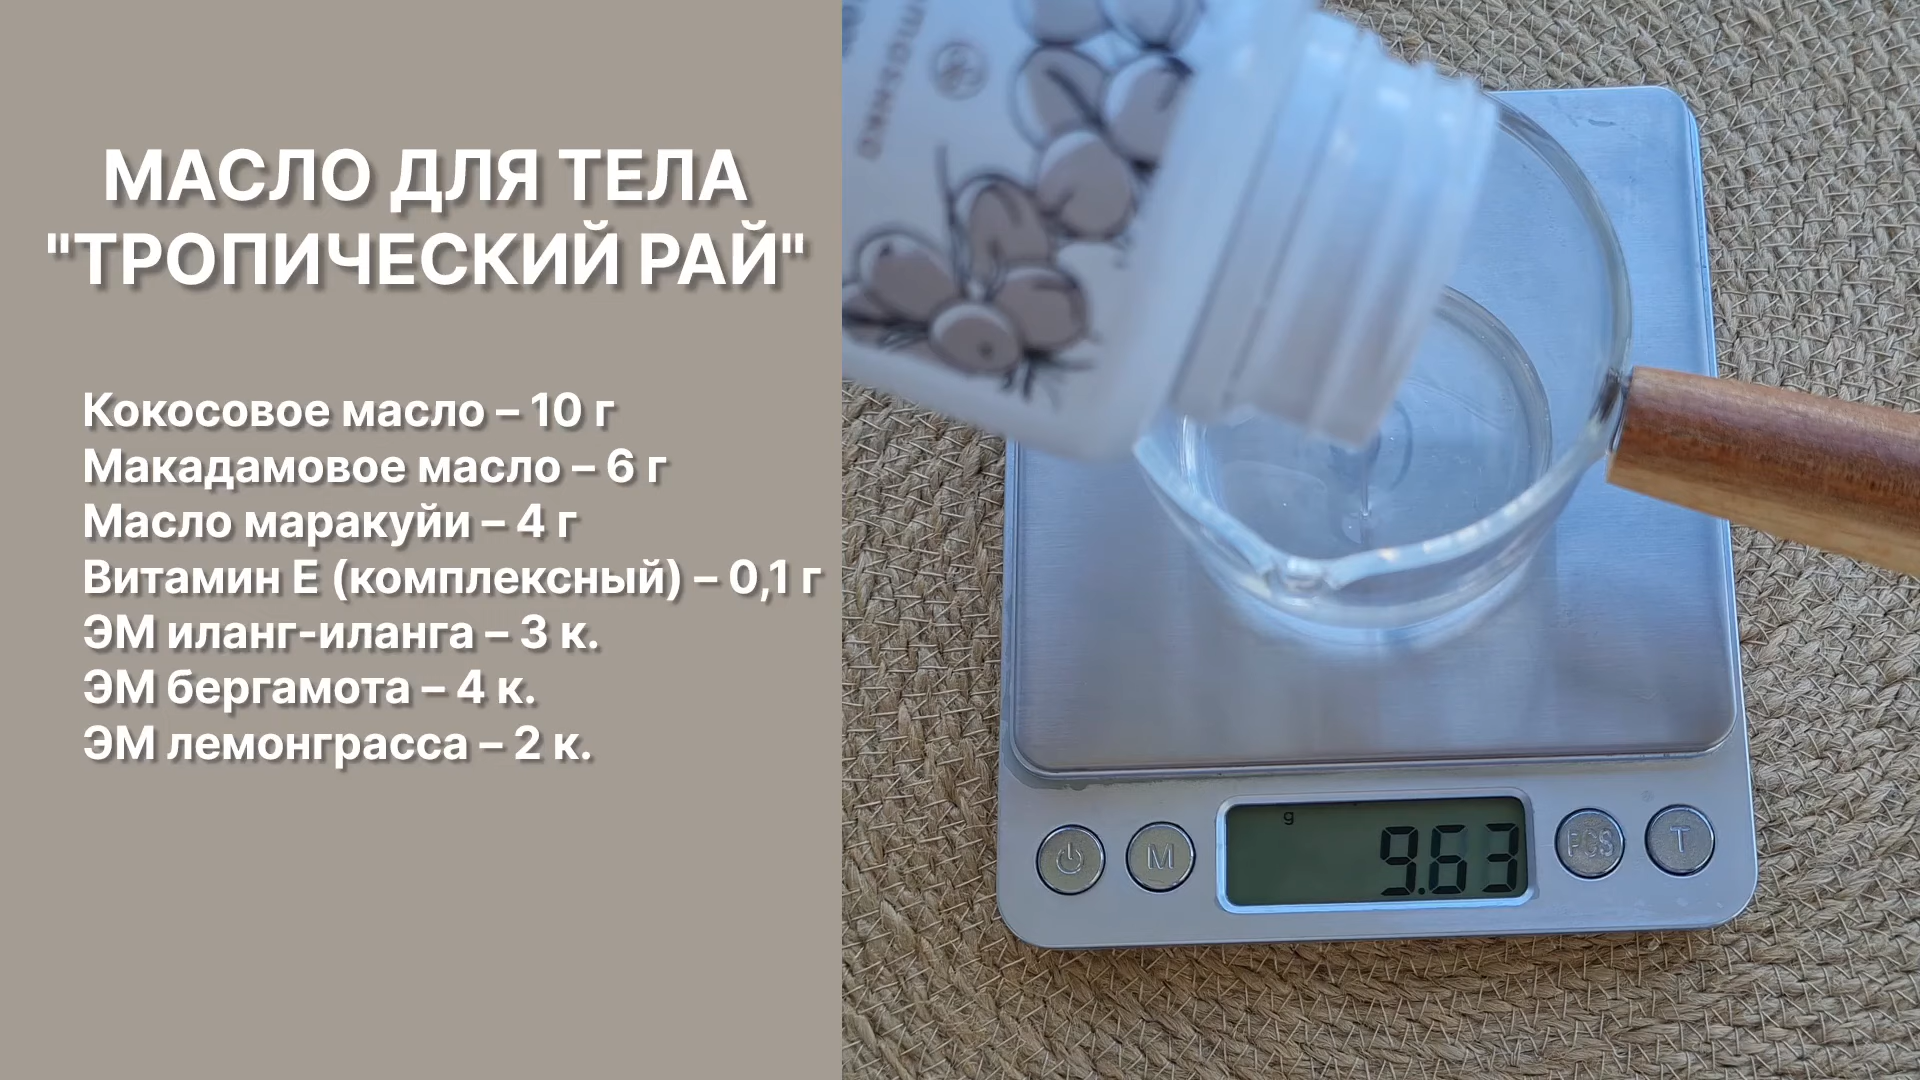 МАСЛО ДЛЯ ТЕЛА
"ТРОПИЧЕСКИЙ РАЙ"
Кокосовое масло – 10 г
Макадамовое масло – 6 г
Масло маракуйи – 4 г
Витамин Е (комплексный) – 0,1 г
ЭМ иланг-иланга – 3 к.
ЭМ бергамота – 4 к.
ЭМ лемонграсса – 2 к.
g
9.63
M
PCS
T